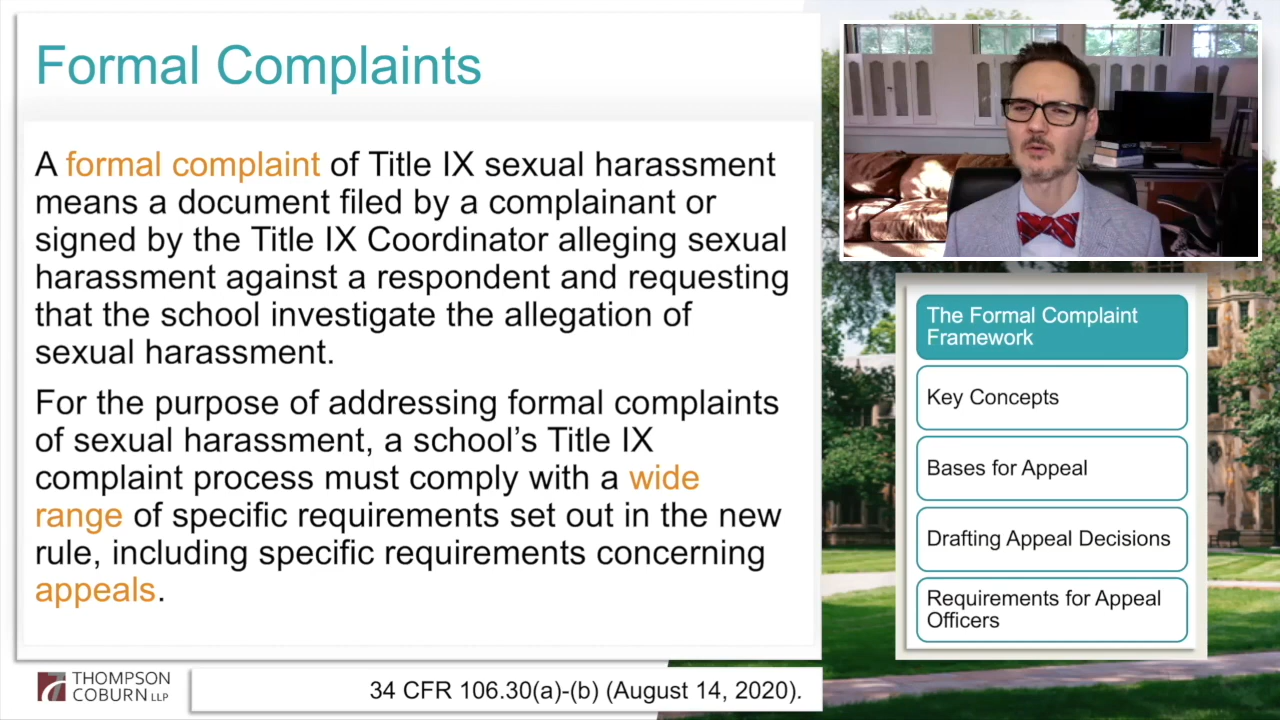 Formal Complaints
A formal complaint of Title IX sexual harassment
means a document filed by a complainant or
signed by the Title IX Coordinator alleging sexual
harassment against a respondent and requesting
that the school investigate the allegation of
sexual harassment.
For the purpose of addressing formal complaints
of sexual harassment, a school’s Title IX
complaint process must comply with a wide
range of specific requirements set out in the new
rule, including specific requirements concerning
appeals.
The Formal Complaint
Framework
Key Concepts
Bases for Appeal
Drafting Appeal Decisions
Requirements for Appeal
Officers
THOMPSON
COBURN LLP
34 CFR 106.30(a)-(b) (August 14, 2020).